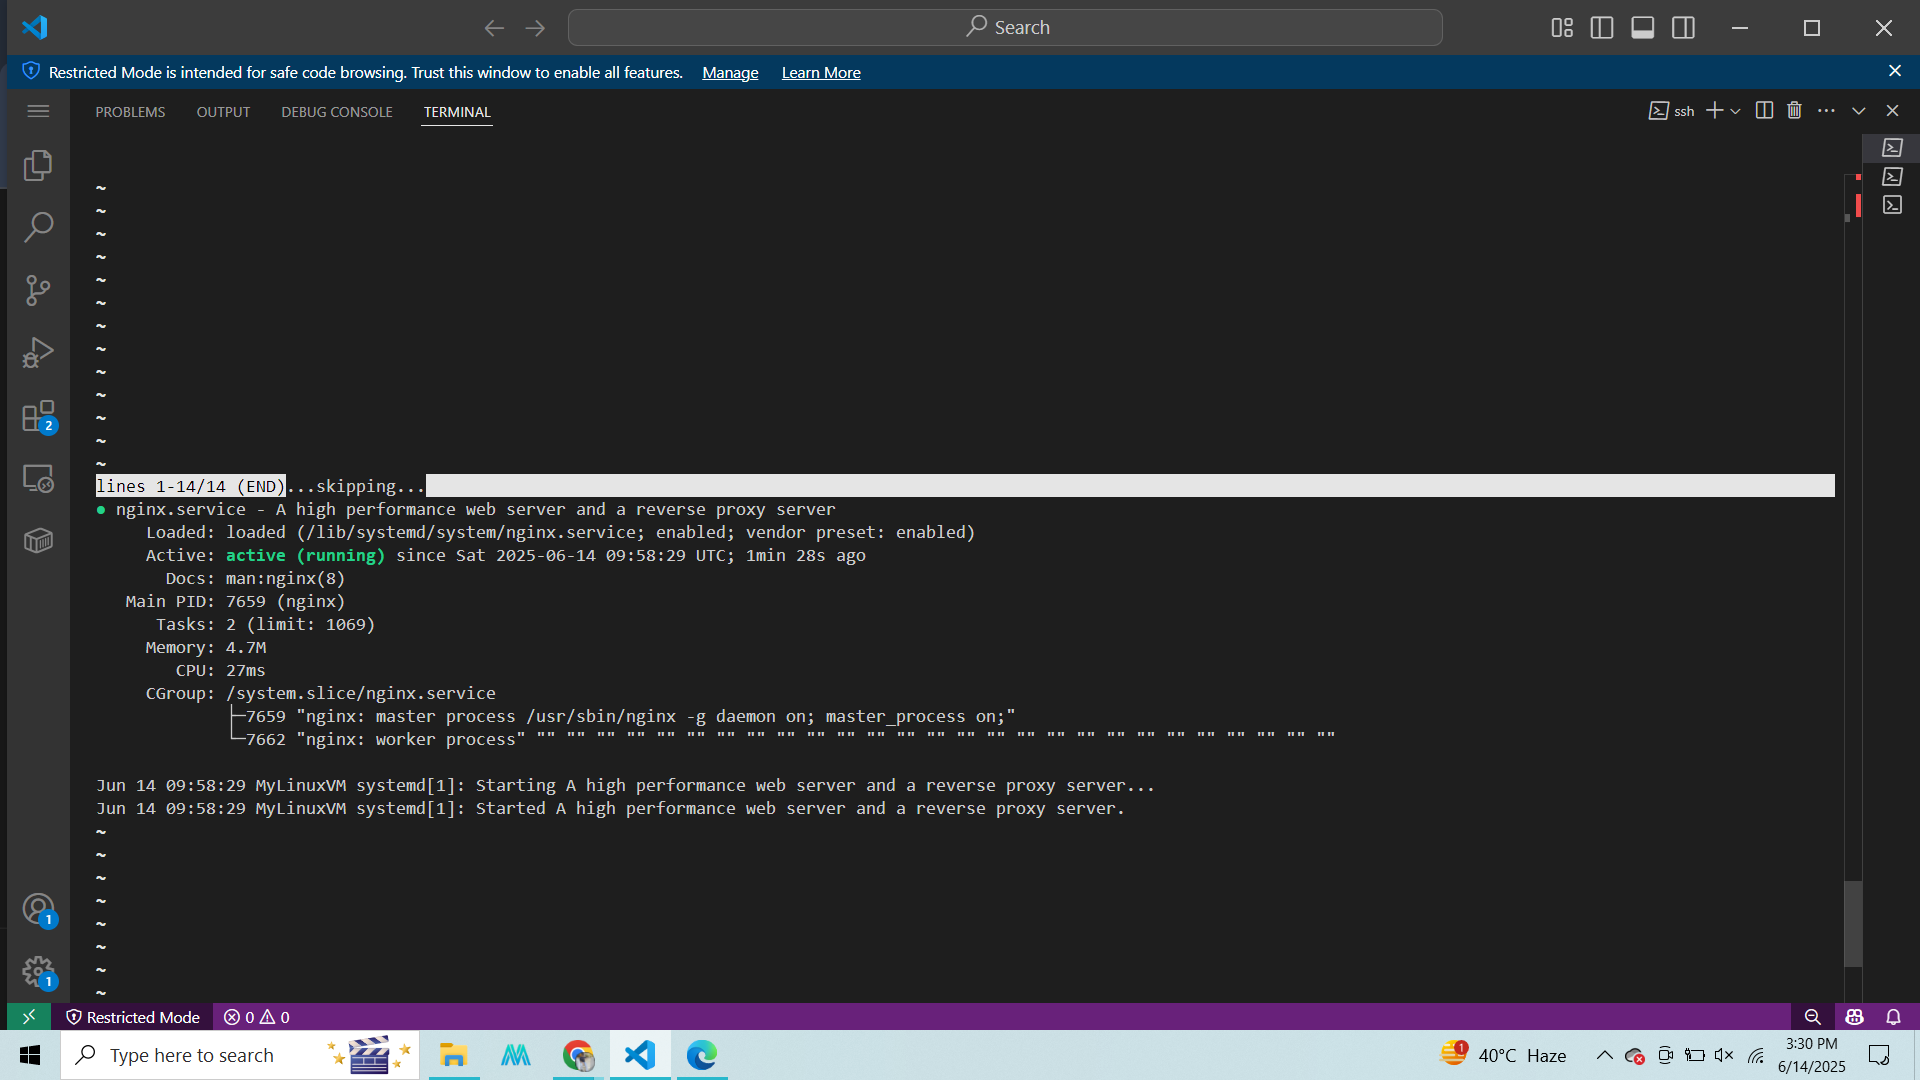 Search
Restricted Mode is intended for safe code browsing. Trust this window to enable all features. Manage Learn More
PROBLEMS OUTPUT DEBUG CONSOLE TERMINAL ssh
~
~
~
~
~
~
~
~
~
~
~
~
~
lines 1-14/14 (END)...skipping...
● nginx.service - A high performance web server and a reverse proxy server
Loaded: loaded (/lib/systemd/system/nginx.service; enabled; vendor preset: enabled)
Active: active (running) since Sat 2025-06-14 09:58:29 UTC; 1min 28s ago
Docs: man:nginx(8)
Main PID: 7659 (nginx)
Tasks: 2 (limit: 1069)
Memory: 4.7M
CPU: 27ms
CGroup: /system.slice/nginx.service
├─7659 "nginx: master process /usr/sbin/nginx -g daemon on; master_process on;"
└─7662 "nginx: worker process" "" "" "" "" "" "" "" "" "" "" "" "" "" "" "" "" "" "" "" "" "" "" "" "" "" "" ""
Jun 14 09:58:29 MyLinuxVM systemd[1]: Starting A high performance web server and a reverse proxy server...
Jun 14 09:58:29 MyLinuxVM systemd[1]: Started A high performance web server and a reverse proxy server.
~
~
~
~
~
~
~
~
2
1
1
Restricted Mode 0 0
Type here to search
1 40°C Haze
3:30 PM
6/14/2025